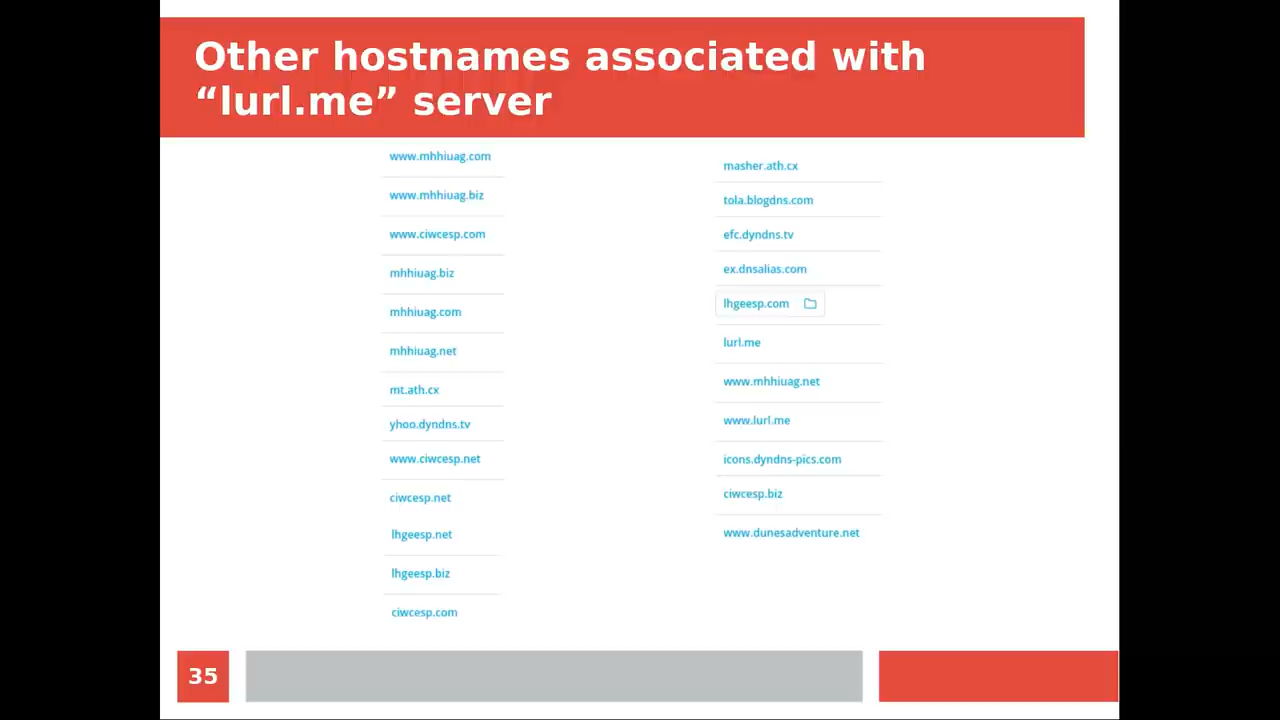 Other hostnames associated with
“lurl.me” server
www.mhhiuag.com
www.mhhiuag.biz
www.ciwcesp.com
mhhiuag.biz
mhhiuag.com
mhhiuag.net
mt.ath.cx
yhoo.dyndns.tv
www.ciwcesp.net
ciwcesp.net
lhgeesp.net
lhgeesp.biz
ciwcesp.com
masher.ath.cx
tola.blogdns.com
efc.dyndns.tv
ex.dnsalias.com
lhgeesp.com
lurl.me
www.mhhiuag.net
www.lurl.me
icons.dyndns-pics.com
ciwcesp.biz
www.dunesadventure.net
35